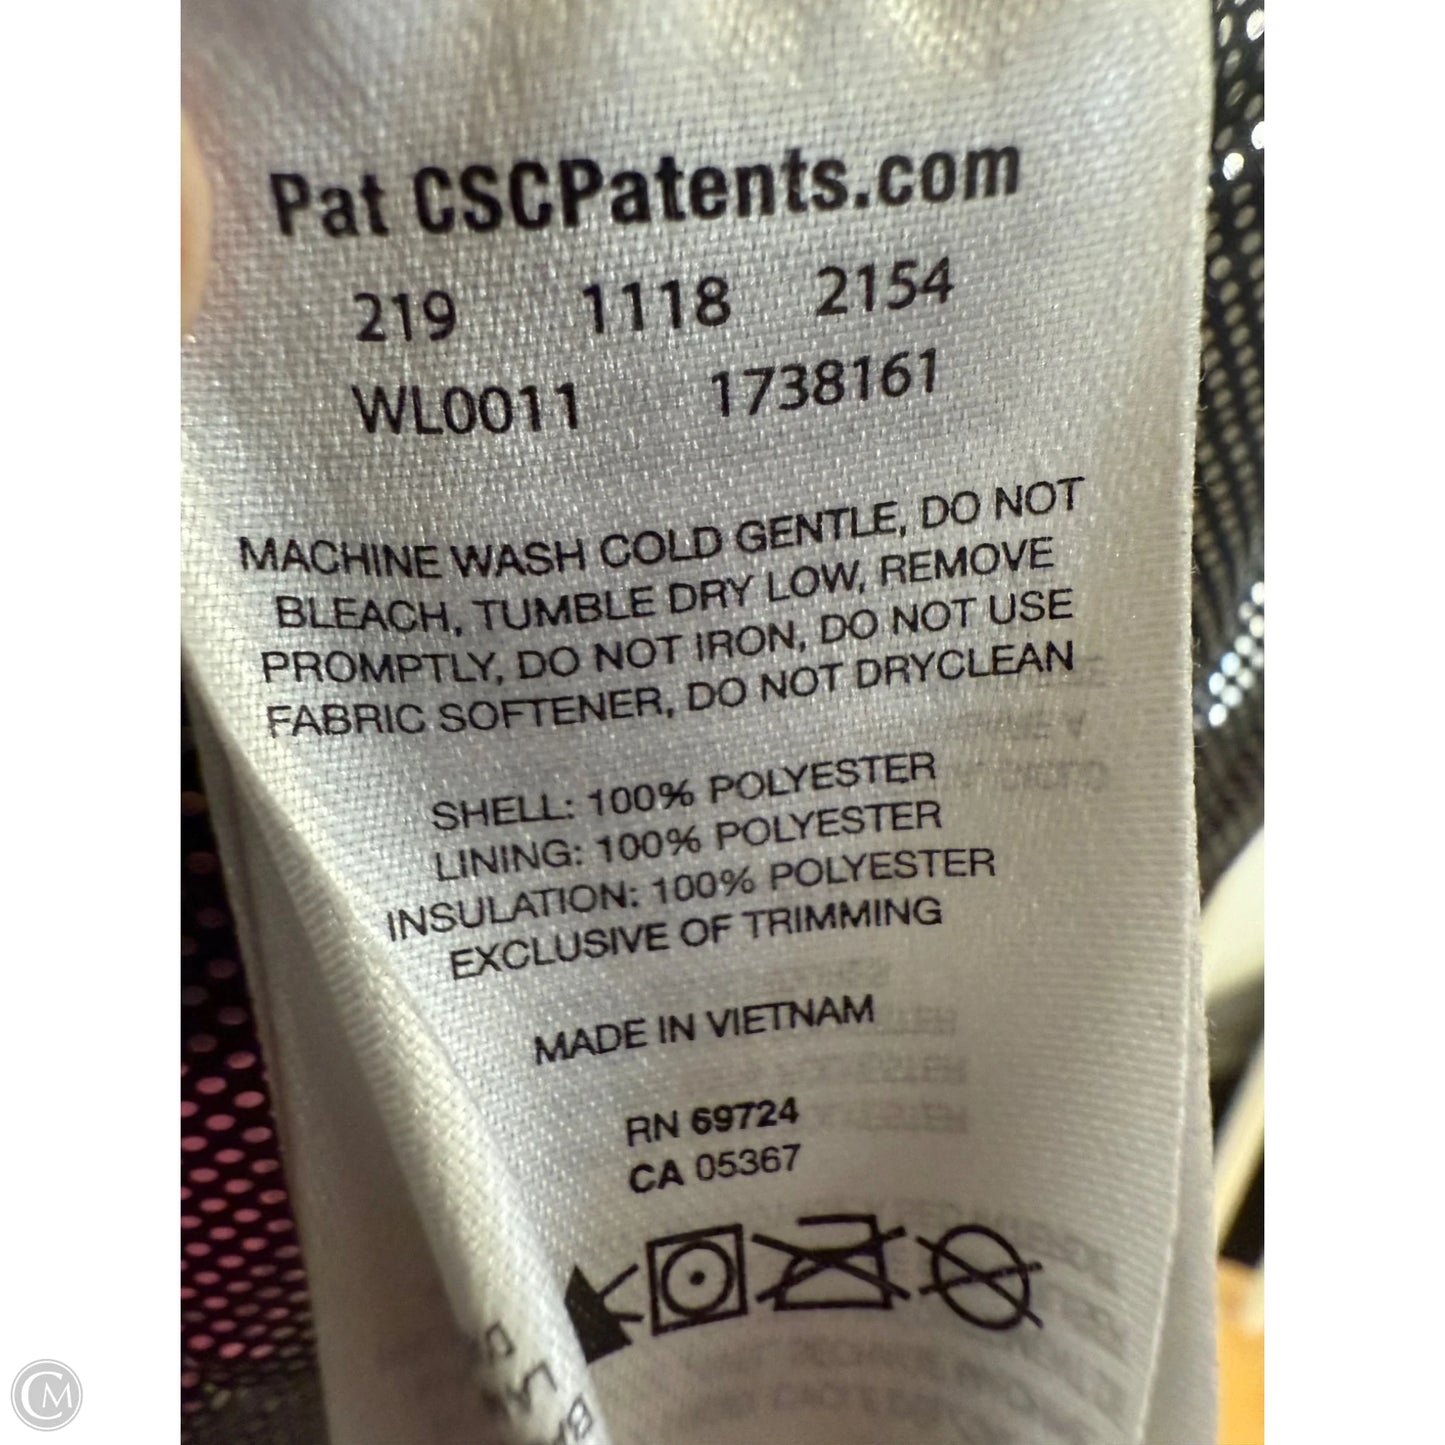 Pat CSCPatents.com
219 1118 2154
WL0011 1738161
MACHINE WASH COLD GENTLE, DO NOT
BLEACH, TUMBLE DRY LOW, REMOVE
PROMPTLY, DO NOT IRON, DO NOT USE
FABRIC SOFTENER, DO NOT DRYCLEAN
SHELL: 100% POLYESTER
LINING: 100% POLYESTER
INSULATION: 100% POLYESTER
EXCLUSIVE OF TRIMMING
MADE IN VIETNAM
RN 69724
CA 05367
CM